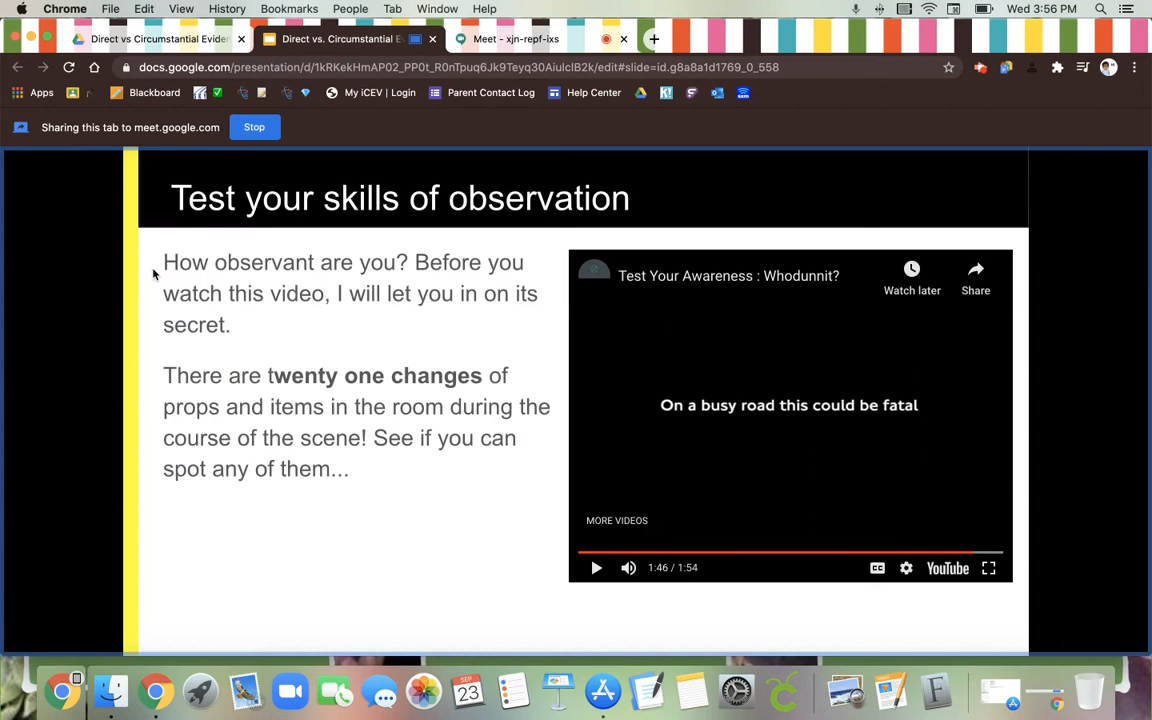 Chrome File Edit View History Bookmarks People Tab Window Help Wed 3:56 PM
Direct vs Circumstantial Eviden Direct vs. Circumstantial E Meet - xjn-repf-ixs
docs.google.com/presentation/d/1kRKekHmAP02_PP0t_R0nTpuq6Jk9Teyq30AiulclB2k/edit#slide=id.g8a8a1d1769_0_558
Apps Blackboard My iCEV | Login Parent Contact Log Help Center
Sharing this tab to meet.google.com Stop
Test your skills of observation
How observant are you? Before you
watch this video, I will let you in on its
secret.
There are twenty one changes of
props and items in the room during the
course of the scene! See if you can
spot any of them...
Test Your Awareness : Whodunnit?
Watch later Share
On a busy road this could be fatal
MORE VIDEOS
1:46 / 1:54 CC YouTube
SEP
23
F